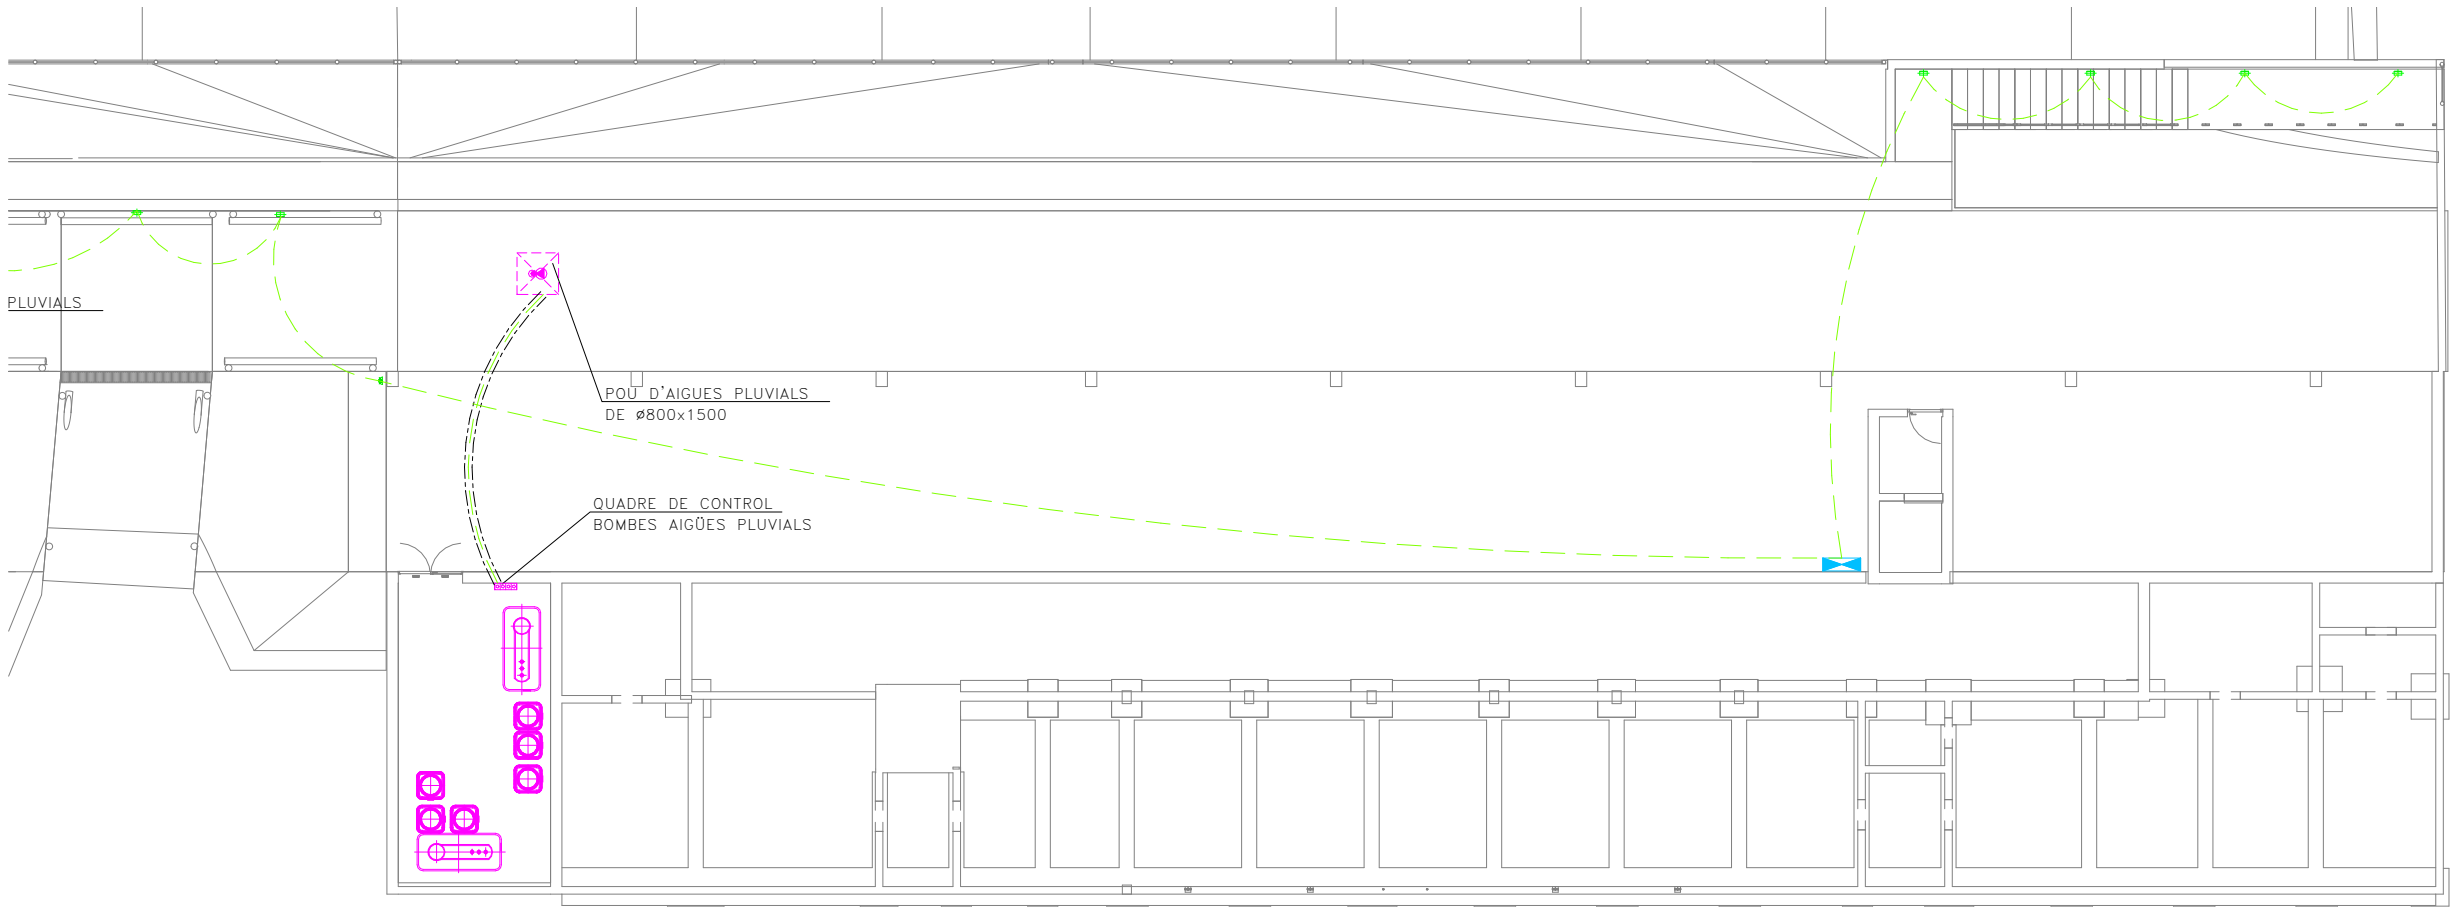 PLUVIALS
POU D'AIGUES PLUVIALS
DE Ø800x1500
QUADRE DE CONTROL
BOMBES AIGÜES PLUVIALS